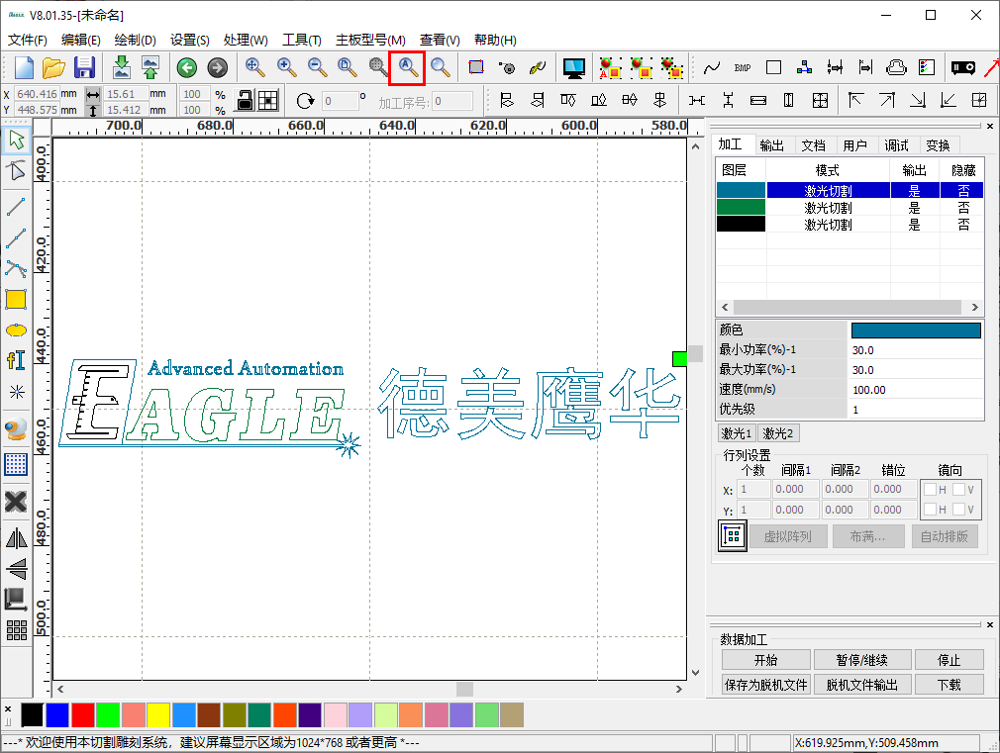 V8.01.35-[未命名]
文件(F) 编辑(E) 绘制(D) 设置(S) 处理(W) 工具(T) 主板型号(M) 查看(V) 帮助(H)
BMP
X 640.416 mm 15.61 mm 100 %
Y 448.575 mm 15.412 mm 100 %
0 ° 加工序号: 0
700.0 680.0 660.0 640.0 620.0 600.0 580.0
400.0
420.0
440.0
460.0
480.0
500.0
Advanced Automation
EAGLE
德美鹰华
加工 输出 文档 用户 调试 变换
图层 模式 输出 隐藏
激光切割 是 否
激光切割 是 否
激光切割 是 否
颜色
最小功率(%)-1 30.0
最大功率(%)-1 30.0
速度(mm/s) 100.00
优先级 1
激光1 激光2
行列设置
个数 间隔1 间隔2 错位 镜向
X: 1 0.000 0.000 0.000 H V
Y: 1 0.000 0.000 0.000 H V
虚拟阵列 布满... 自动排版
数据加工
开始 暂停/继续 停止
保存为脱机文件 脱机文件输出 下载
---* 欢迎使用本切割雕刻系统，建议屏幕显示区域为1024*768 或者更高 *---
X:619.925mm,Y:509.458mm